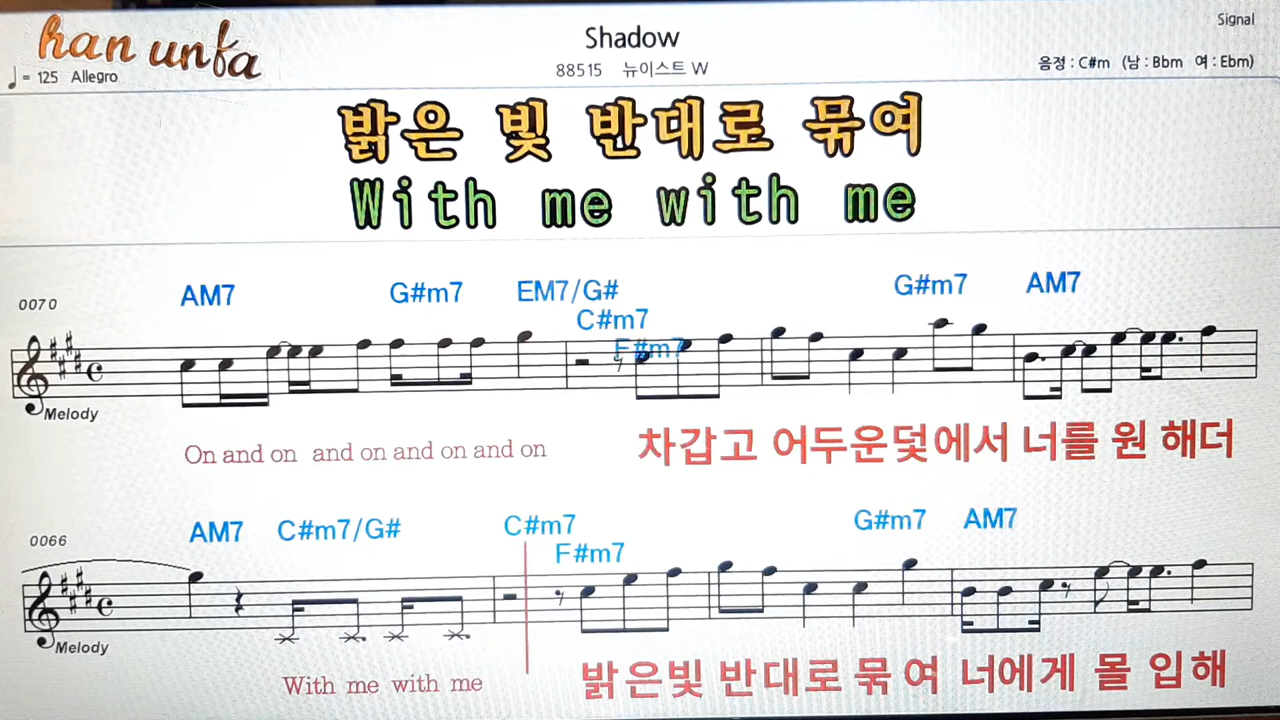 han unfa
Shadow
Signal
♩= 125 Allegro
88515 뉴이스트 W
음정 : C#m (남 : Bbm 여 : Ebm)
밝은 빛 반대로 묶여
With me with me
0070
AM7 G#m7 EM7/G# G#m7 AM7
C#m7
F#m7
Melody
On and on and on and on and on
차갑고 어두운덫에서 너를 원 해더
0066
AM7 C#m7/G# C#m7 G#m7 AM7
F#m7
Melody
With me with me
밝은빛 반대로 묶 여 너에게 몰 입해